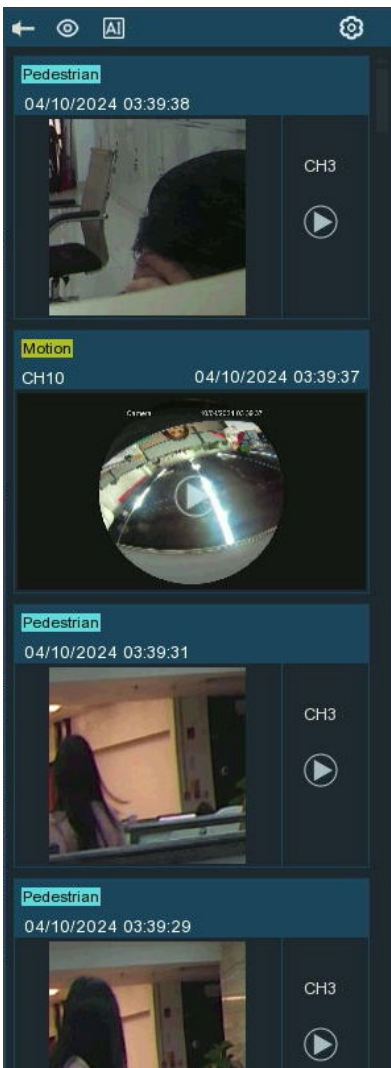 AI
Pedestrian
04/10/2024 03:39:38
CH3
Motion
CH10 04/10/2024 03:39:37
Camera
Pedestrian
04/10/2024 03:39:31
CH3
Pedestrian
04/10/2024 03:39:29
CH3